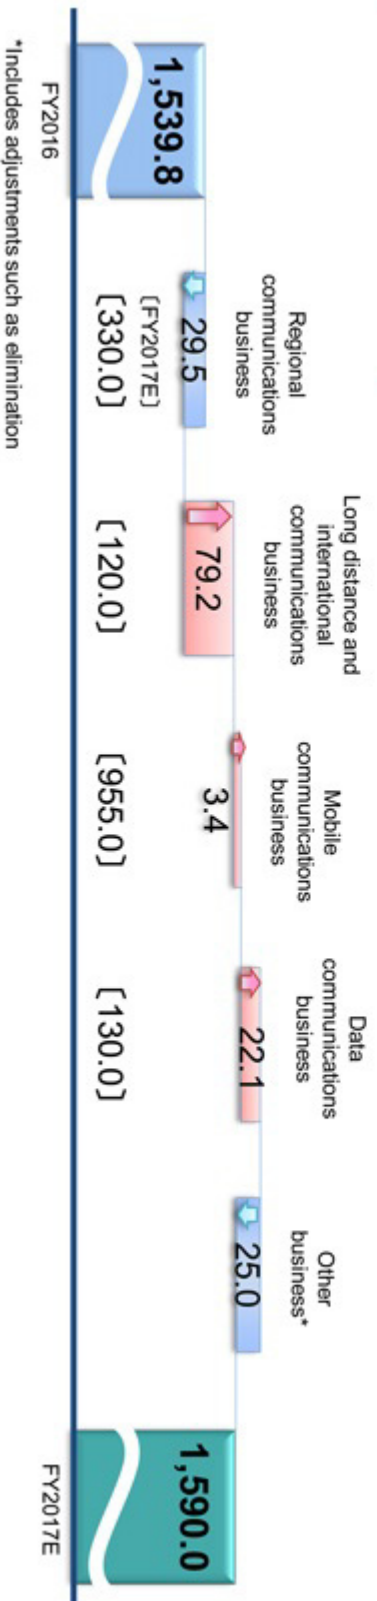 Regional
communications
business
Long distance and
international
communications
business
Mobile
communications
business
Data
communications
business
Other
business*
1,539.8
29.5
79.2
3.4
22.1
25.0
1,590.0
[FY2017E]
[330.0]
[120.0]
[955.0]
[130.0]
FY2016
FY2017E
*Includes adjustments such as elimination